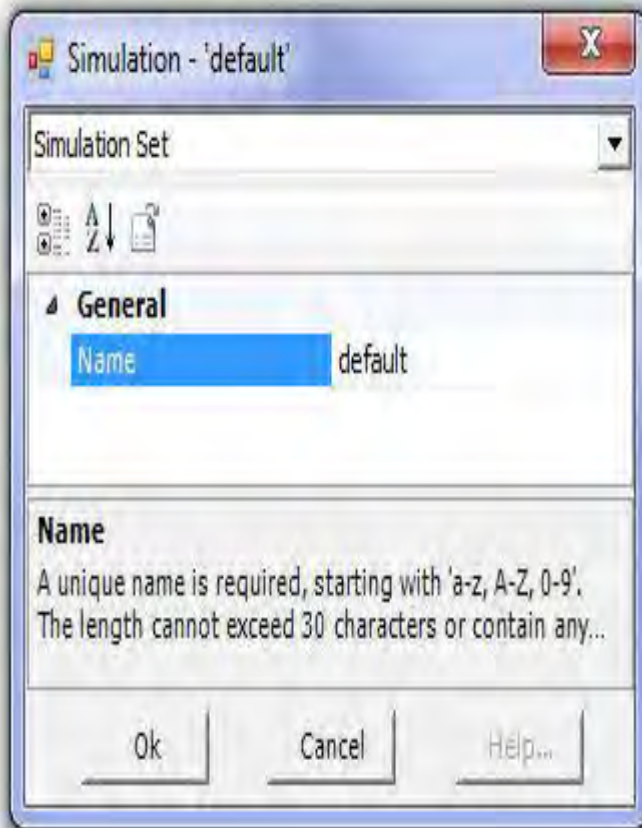 Simulation - 'default'
Simulation Set
General
Name default
Name
A unique name is required, starting with 'a-z, A-Z, 0-9'.
The length cannot exceed 30 characters or contain any...
Ok Cancel Help...